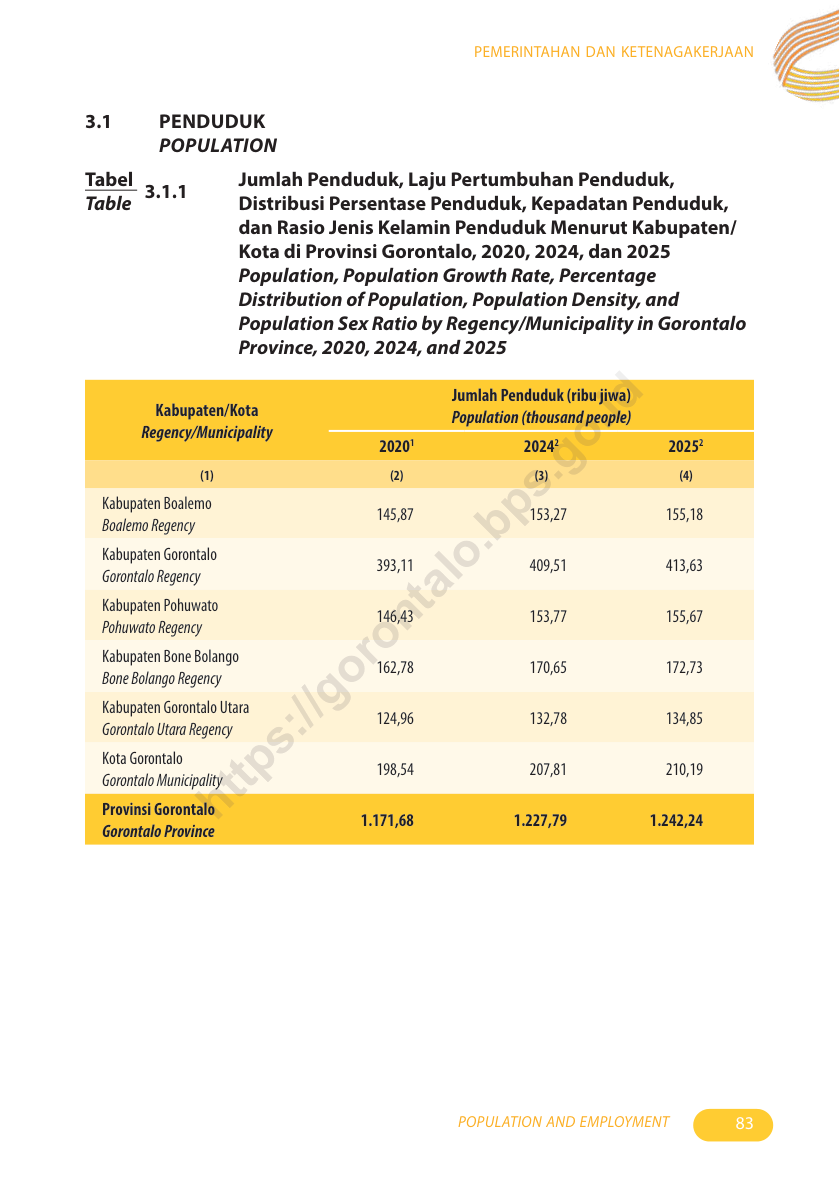 PEMERINTAHAN DAN KETENAGAKERJAAN
3.1 PENDUDUK
POPULATION
Tabel
Table
3.1.1
Jumlah Penduduk, Laju Pertumbuhan Penduduk,
Distribusi Persentase Penduduk, Kepadatan Penduduk,
dan Rasio Jenis Kelamin Penduduk Menurut Kabupaten/
Kota di Provinsi Gorontalo, 2020, 2024, dan 2025
Population, Population Growth Rate, Percentage
Distribution of Population, Population Density, and
Population Sex Ratio by Regency/Municipality in Gorontalo
Province, 2020, 2024, and 2025
Kabupaten/Kota
Regency/Municipality
Jumlah Penduduk (ribu jiwa)
Population (thousand people)
2020¹ 2024² 2025²
(1) (2) (3) (4)
Kabupaten Boalemo
Boalemo Regency
145,87 153,27 155,18
Kabupaten Gorontalo
Gorontalo Regency
393,11 409,51 413,63
Kabupaten Pohuwato
Pohuwato Regency
146,43 153,77 155,67
Kabupaten Bone Bolango
Bone Bolango Regency
162,78 170,65 172,73
Kabupaten Gorontalo Utara
Gorontalo Utara Regency
124,96 132,78 134,85
Kota Gorontalo
Gorontalo Municipality
198,54 207,81 210,19
Provinsi Gorontalo
Gorontalo Province
1.171,68 1.227,79 1.242,24
https://gorontalo.bps.go.id
POPULATION AND EMPLOYMENT 83